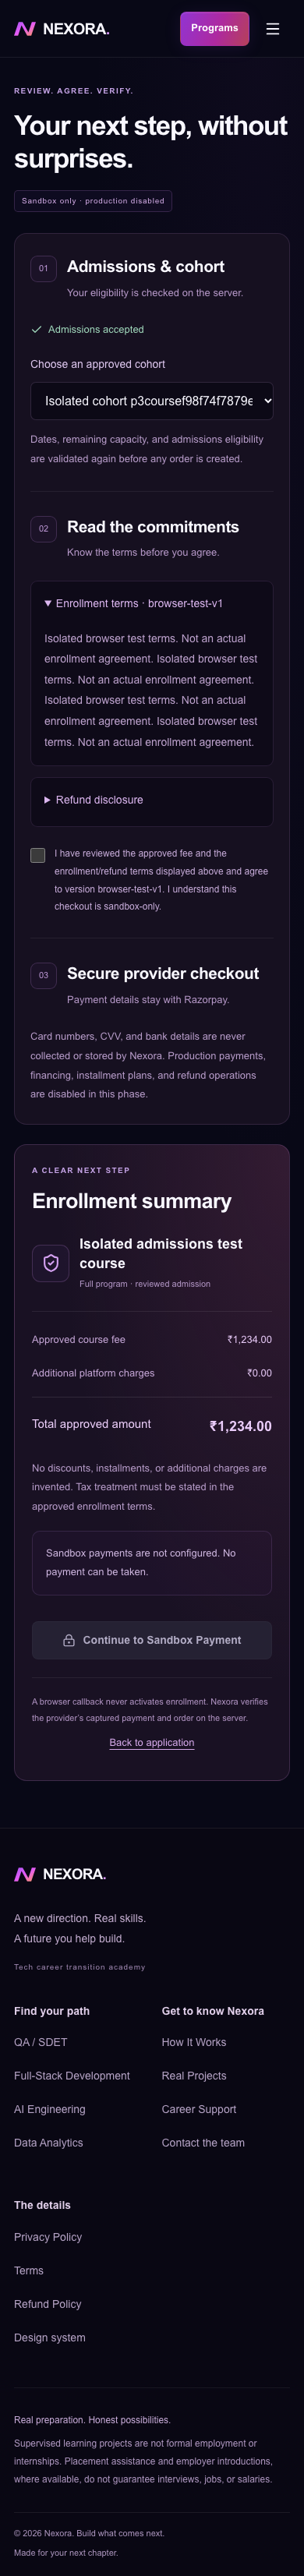 NEXORA.
Programs
REVIEW. AGREE. VERIFY.
Your next step, without
surprises.
Sandbox only · production disabled
01
Admissions & cohort
Your eligibility is checked on the server.
Admissions accepted
Choose an approved cohort
Isolated cohort p3coursef98f74f7879e
Dates, remaining capacity, and admissions eligibility
are validated again before any order is created.
02
Read the commitments
Know the terms before you agree.
Enrollment terms · browser-test-v1
Isolated browser test terms. Not an actual
enrollment agreement. Isolated browser test
terms. Not an actual enrollment agreement.
Isolated browser test terms. Not an actual
enrollment agreement. Isolated browser test
terms. Not an actual enrollment agreement.
Refund disclosure
I have reviewed the approved fee and the
enrollment/refund terms displayed above and agree
to version browser-test-v1. I understand this
checkout is sandbox-only.
03
Secure provider checkout
Payment details stay with Razorpay.
Card numbers, CVV, and bank details are never
collected or stored by Nexora. Production payments,
financing, installment plans, and refund operations
are disabled in this phase.
A CLEAR NEXT STEP
Enrollment summary
Isolated admissions test
course
Full program · reviewed admission
Approved course fee ₹1,234.00
Additional platform charges ₹0.00
Total approved amount ₹1,234.00
No discounts, installments, or additional charges are
invented. Tax treatment must be stated in the
approved enrollment terms.
Sandbox payments are not configured. No
payment can be taken.
Continue to Sandbox Payment
A browser callback never activates enrollment. Nexora verifies
the provider's captured payment and order on the server.
Back to application
NEXORA.
A new direction. Real skills.
A future you help build.
Tech career transition academy
Find your path
QA / SDET
Full-Stack Development
AI Engineering
Data Analytics
Get to know Nexora
How It Works
Real Projects
Career Support
Contact the team
The details
Privacy Policy
Terms
Refund Policy
Design system
Real preparation. Honest possibilities.
Supervised learning projects are not formal employment or
internships. Placement assistance and employer introductions,
where available, do not guarantee interviews, jobs, or salaries.
© 2026 Nexora. Build what comes next.
Made for your next chapter.